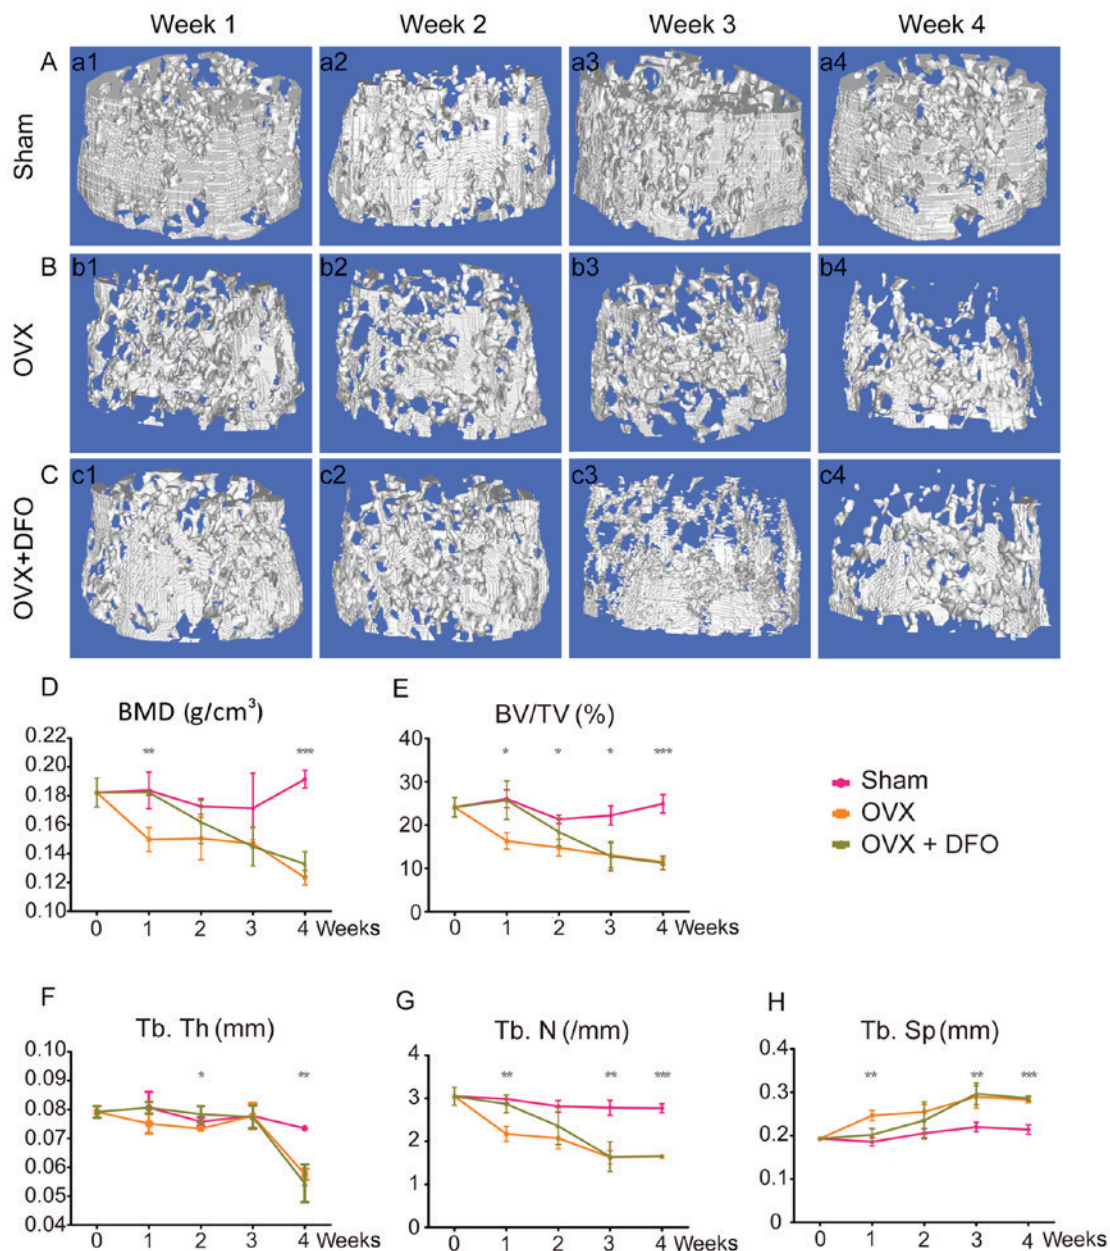 Week 1 Week 2 Week 3 Week 4
A a1 a2 a3 a4
Sham
B b1 b2 b3 b4
OVX
C c1 c2 c3 c4
OVX+DFO
D E
BMD (g/cm³) BV/TV (%)
0.22 40
** *** * * * ***
0.20
30
0.18 Sham
0.16 20 OVX
0.14 OVX + DFO
10
0.12
0.10 0
0 1 2 3 4 Weeks 0 1 2 3 4 Weeks
F G H
Tb. Th (mm) Tb. N (/mm) Tb. Sp (mm)
0.10 4 0.4
* ** ** ** *** ** ** ***
0.09
3 0.3
0.08
0.07 2 0.2
0.06
1 0.1
0.05
0.04 0 0
0 1 2 3 4 Weeks 0 1 2 3 4 Weeks 0 1 2 3 4 Weeks